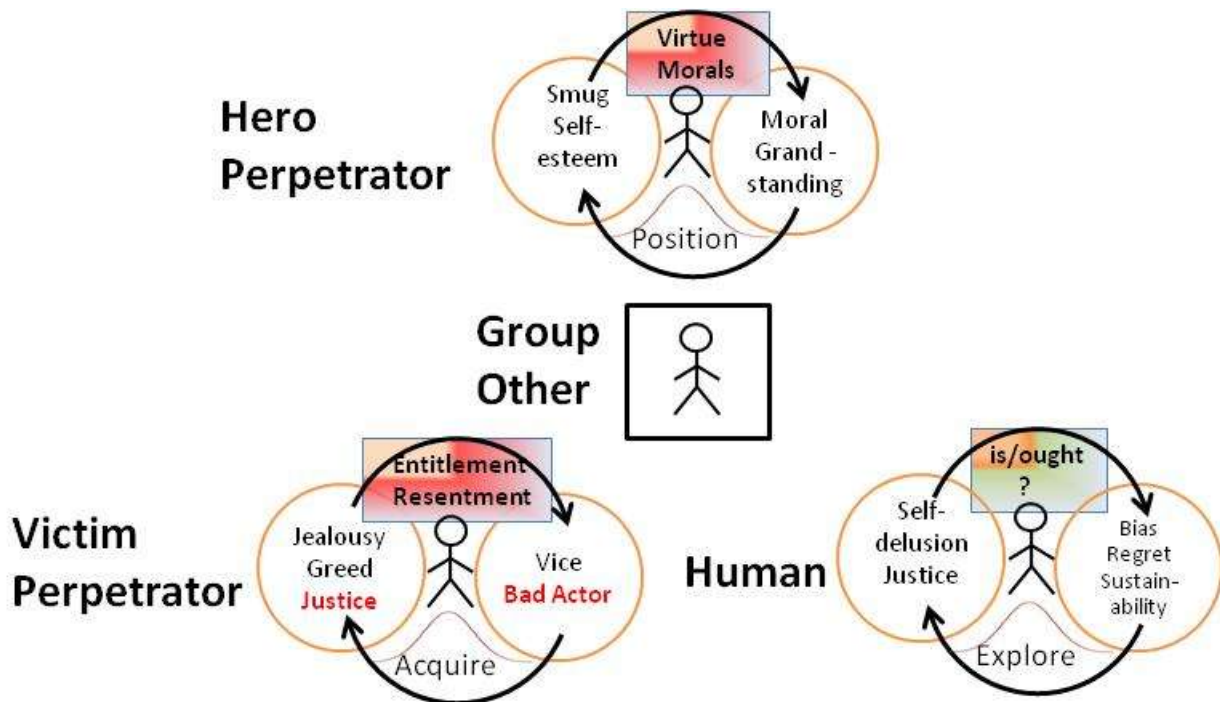 Hero
Perpetrator
Virtue
Morals
Smug
Self-
esteem
Moral
Grand -
standing
Position
Group
Other
Victim
Perpetrator
Entitlement
Resentment
Jealousy
Greed
Justice
Vice
Bad Actor
Acquire
Human
is/ought
?
Self-
delusion
Justice
Bias
Regret
Sustain-
ability
Explore